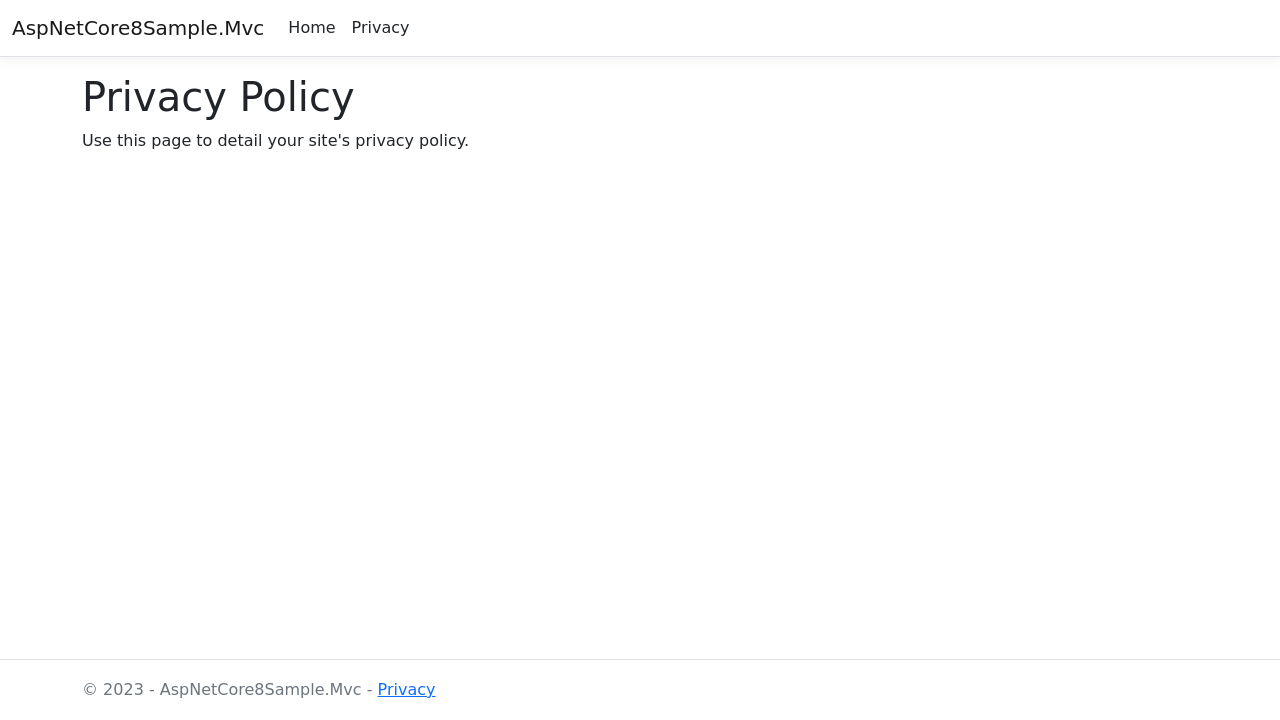 AspNetCore8Sample.Mvc Home Privacy
Privacy Policy
Use this page to detail your site's privacy policy.
© 2023 - AspNetCore8Sample.Mvc - Privacy